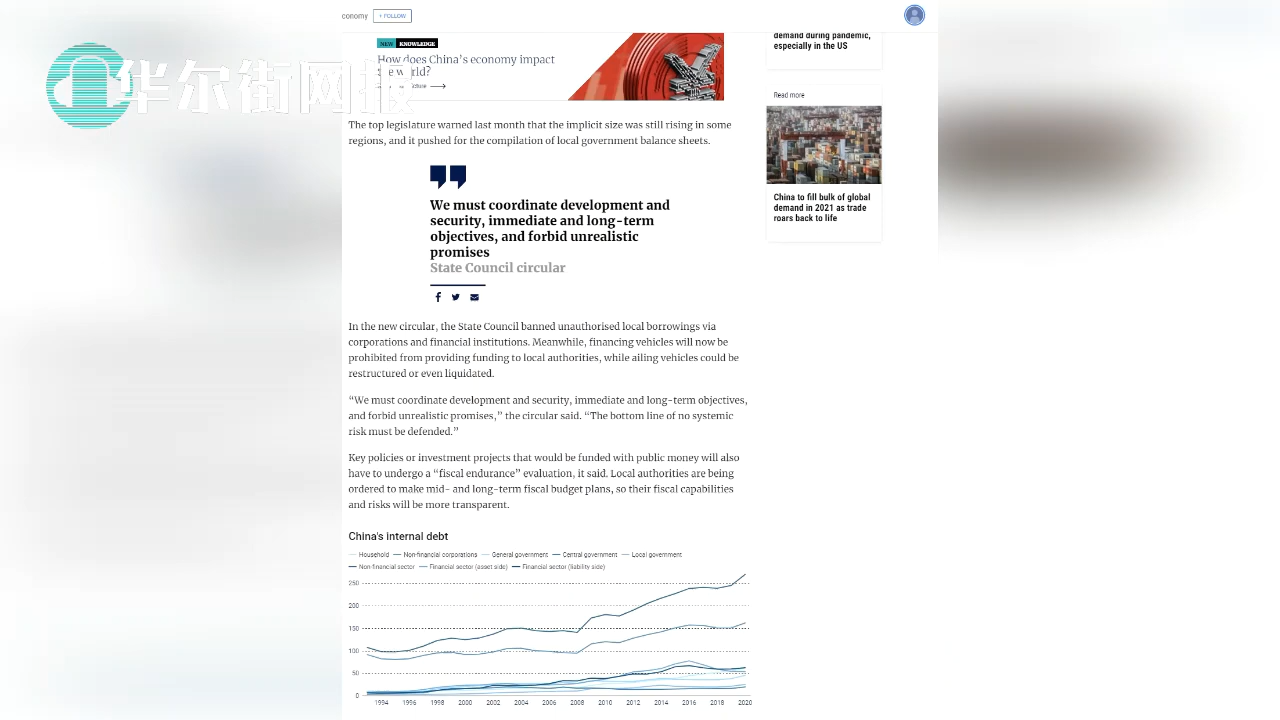 conomy
+ FOLLOW
NEW KNOWLEDGE
How does China's economy impact
world?
华尔街网报
The top legislature warned last month that the implicit size was still rising in some
regions, and it pushed for the compilation of local government balance sheets.
We must coordinate development and
security, immediate and long-term
objectives, and forbid unrealistic
promises
State Council circular
In the new circular, the State Council banned unauthorised local borrowings via
corporations and financial institutions. Meanwhile, financing vehicles will now be
prohibited from providing funding to local authorities, while ailing vehicles could be
restructured or even liquidated.
“We must coordinate development and security, immediate and long-term objectives,
and forbid unrealistic promises,” the circular said. “The bottom line of no systemic
risk must be defended.”
Key policies or investment projects that would be funded with public money will also
have to undergo a “fiscal endurance” evaluation, it said. Local authorities are being
ordered to make mid- and long-term fiscal budget plans, so their fiscal capabilities
and risks will be more transparent.
China's internal debt
Household Non-financial corporations General government Central government Local government
Non-financial sector Financial sector (asset side) Financial sector (liability side)
250
200
150
100
50
0
1994 1996 1998 2000 2002 2004 2006 2008 2010 2012 2014 2016 2018 2020
demand during pandemic,
especially in the US
Read more
China to fill bulk of global
demand in 2021 as trade
roars back to life